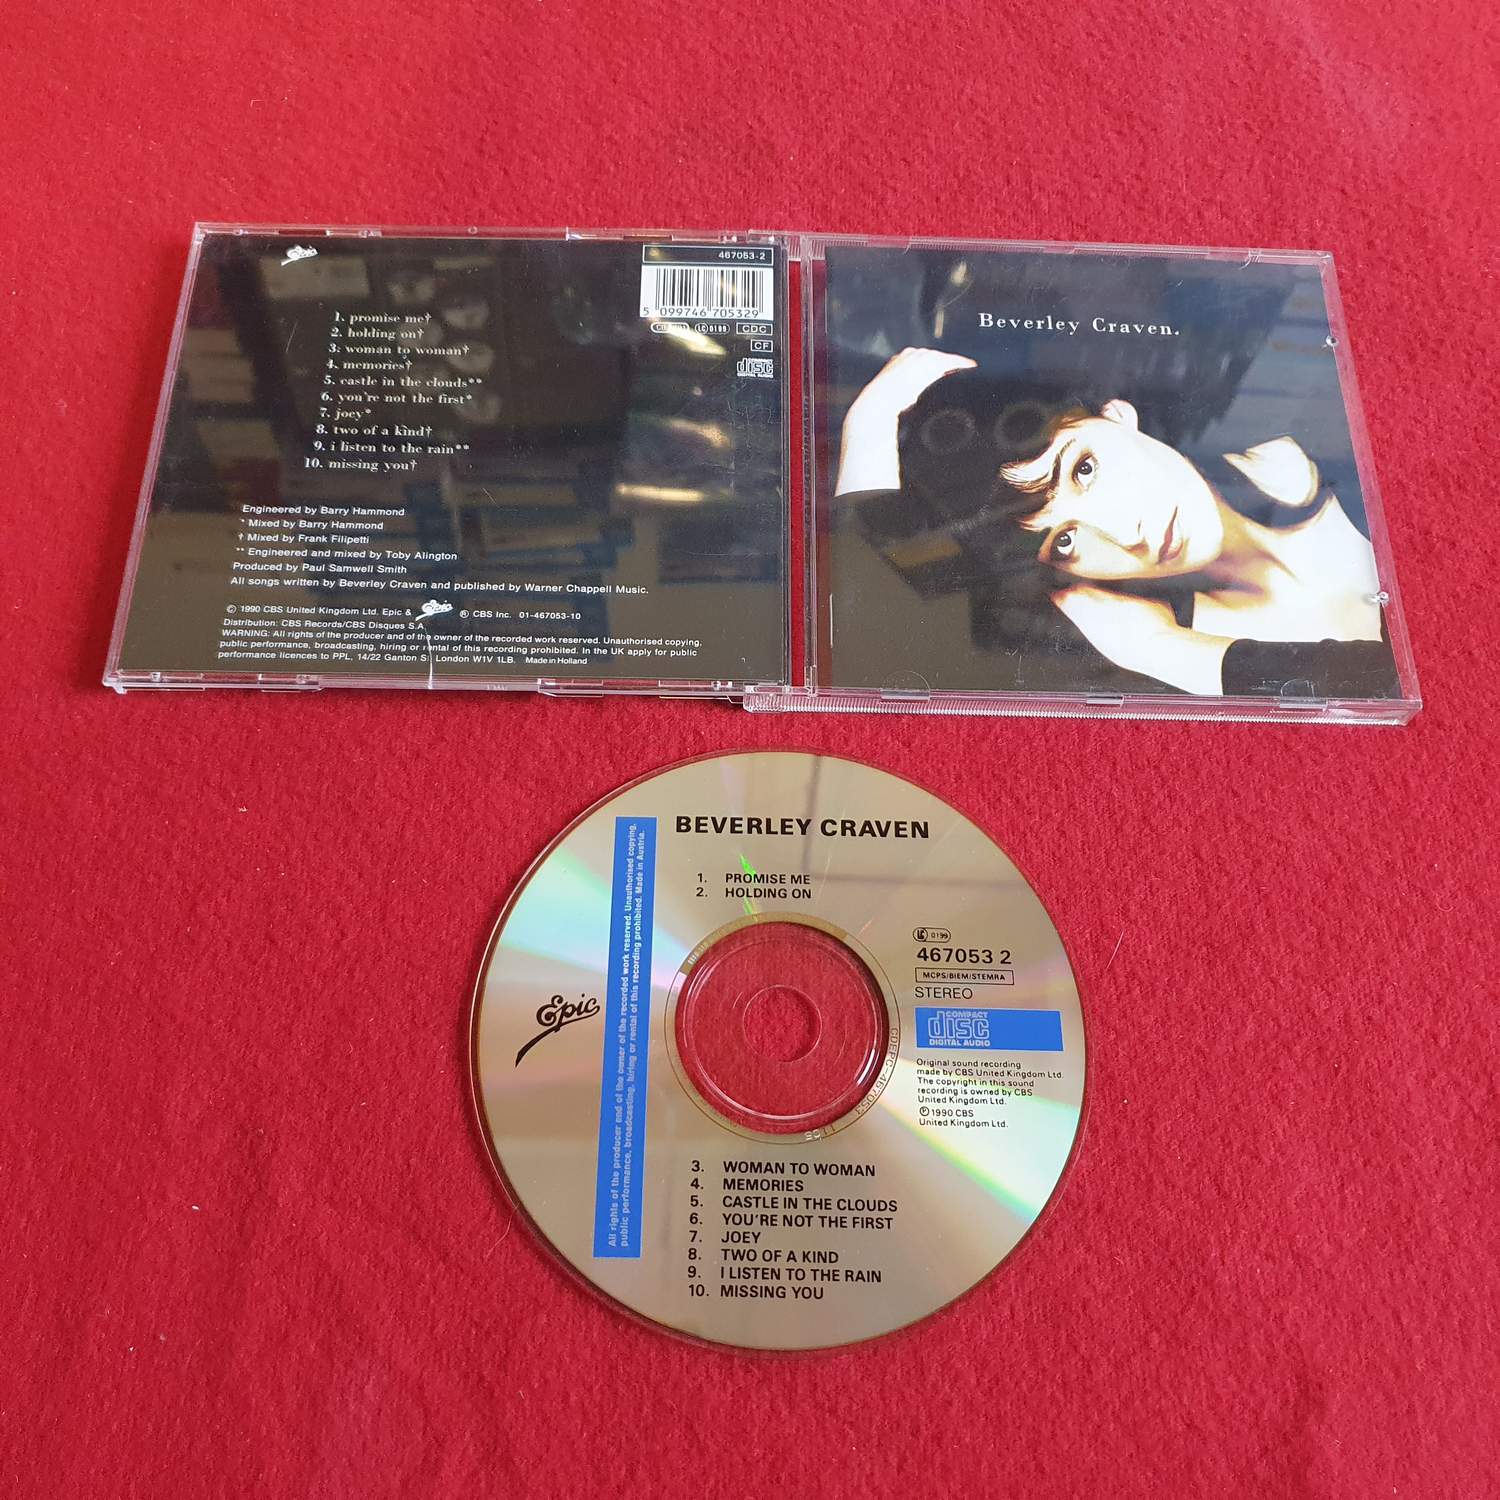 Epic
467053-2
5 099746 705329
LC 0199
CDC
CF
COMPACT
disc
DIGITAL AUDIO
1. promise me†
2. holding on†
3: woman to woman†
4. memories†
5. castle in the clouds**
6. you're not the first*
7. joey*
8. two of a kind†
9. i listen to the rain**
10. missing you†
Engineered by Barry Hammond
* Mixed by Barry Hammond
† Mixed by Frank Filipetti
** Engineered and mixed by Toby Alington
Produced by Paul Samwell Smith
All songs written by Beverley Craven and published by Warner Chappell Music.
© 1990 CBS United Kingdom Ltd. Epic & Epic ® CBS Inc. 01-467053-10
Distribution: CBS Records/CBS Disques S.A.
WARNING: All rights of the producer and of the owner of the recorded work reserved. Unauthorised copying,
public performance, broadcasting, hiring or rental of this recording prohibited. In the UK apply for public
performance licences to PPL, 14/22 Ganton St London W1V 1LB. Made in Holland
Beverley Craven.
BEVERLEY CRAVEN
1. PROMISE ME
2. HOLDING ON
Epic
All rights of the producer and of the owner of the recorded work reserved. Unauthorised copying,
public performance, broadcasting, hiring or rental of this recording prohibited. Made in Austria.
LC 0199
467053 2
MCPS/BIEM/STEMRA
STEREO
COMPACT
disc
DIGITAL AUDIO
Original sound recording
made by CBS United Kingdom Ltd.
The copyright in this sound
recording is owned by CBS
United Kingdom Ltd.
℗ 1990 CBS
United Kingdom Ltd.
CDEPC-467053
3. WOMAN TO WOMAN
4. MEMORIES
5. CASTLE IN THE CLOUDS
6. YOU'RE NOT THE FIRST
7. JOEY
8. TWO OF A KIND
9. I LISTEN TO THE RAIN
10. MISSING YOU